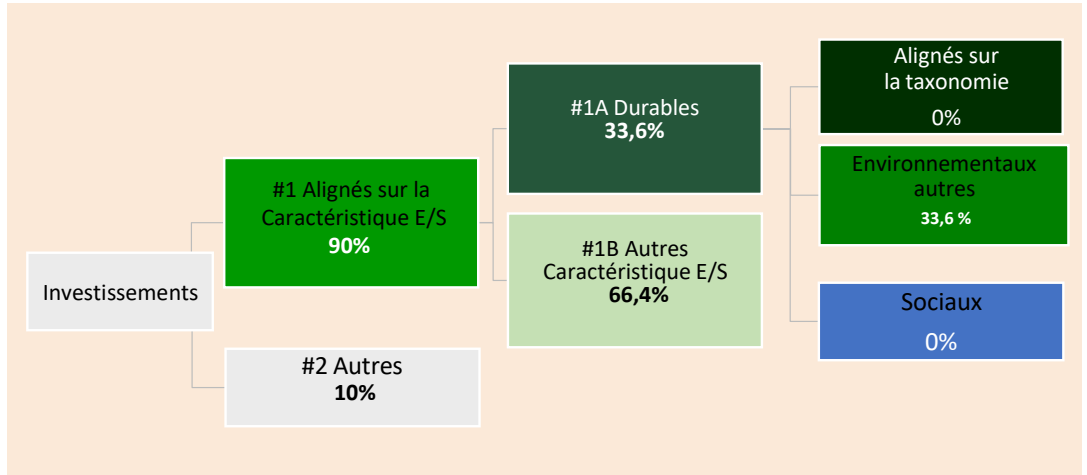 Investissements
#1 Alignés sur la
Caractéristique E/S
90%
#2 Autres
10%
#1A Durables
33,6%
#1B Autres
Caractéristique E/S
66,4%
Alignés sur
la taxonomie
0%
Environnementaux
autres
33,6 %
Sociaux
0%